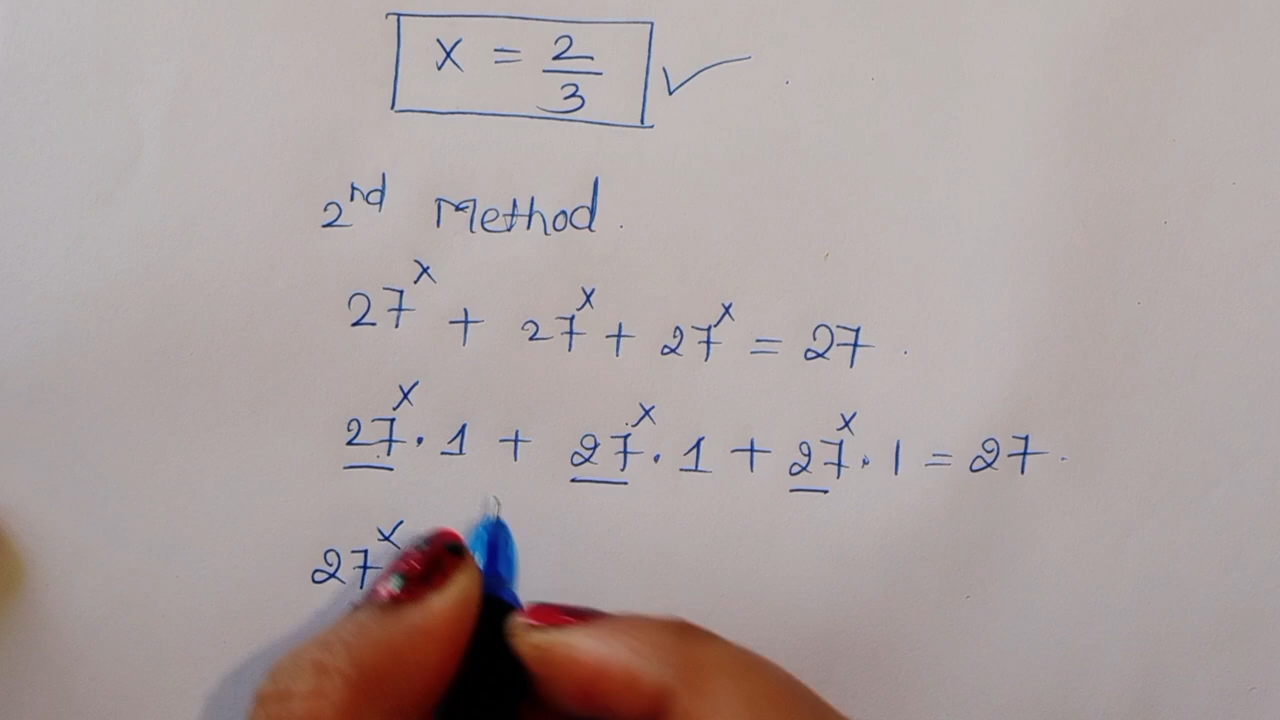 x = 2/3 ✓
2nd Method.
27^x + 27^x + 27^x = 27.
27^x · 1 + 27^x · 1 + 27^x · 1 = 27.
27^x